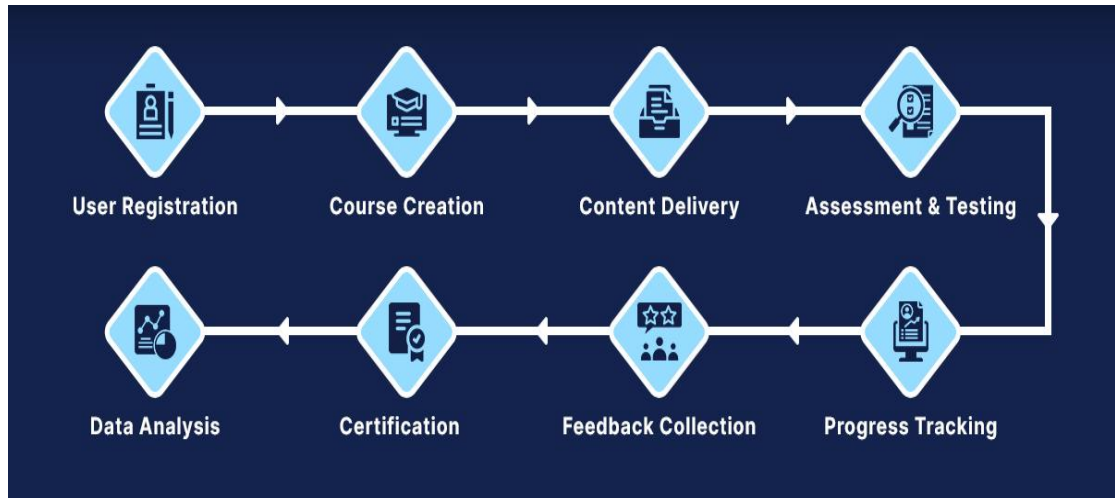 User Registration
Course Creation
Content Delivery
Assessment & Testing
Data Analysis
Certification
Feedback Collection
Progress Tracking